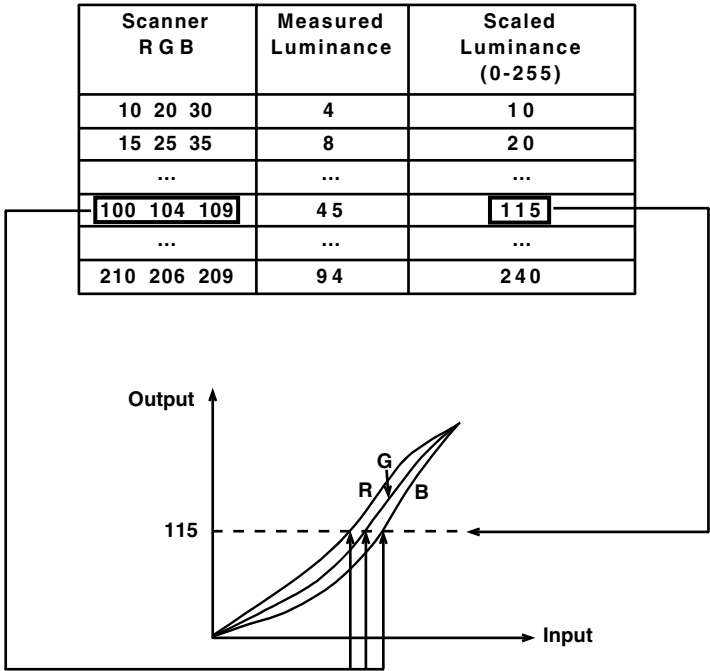 Scanner Measured Scaled
R G B Luminance Luminance
(0-255)
10 20 30 4 10
15 25 35 8 20
... ... ...
100 104 109 45 115
... ... ...
210 206 209 94 240
Output
G
R B
115
Input